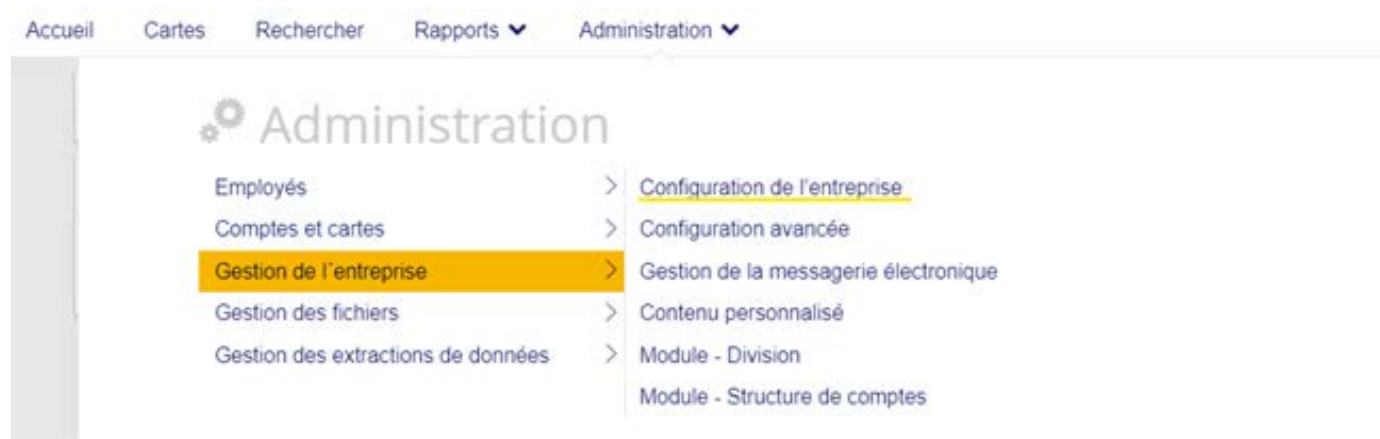 Accueil Cartes Rechercher Rapports Administration
Administration
Employés
Comptes et cartes
Gestion de l´entreprise
Gestion des fichiers
Gestion des extractions de données
Configuration de l'entreprise
Configuration avancée
Gestion de la messagerie électronique
Contenu personnalisé
Module - Division
Module - Structure de comptes